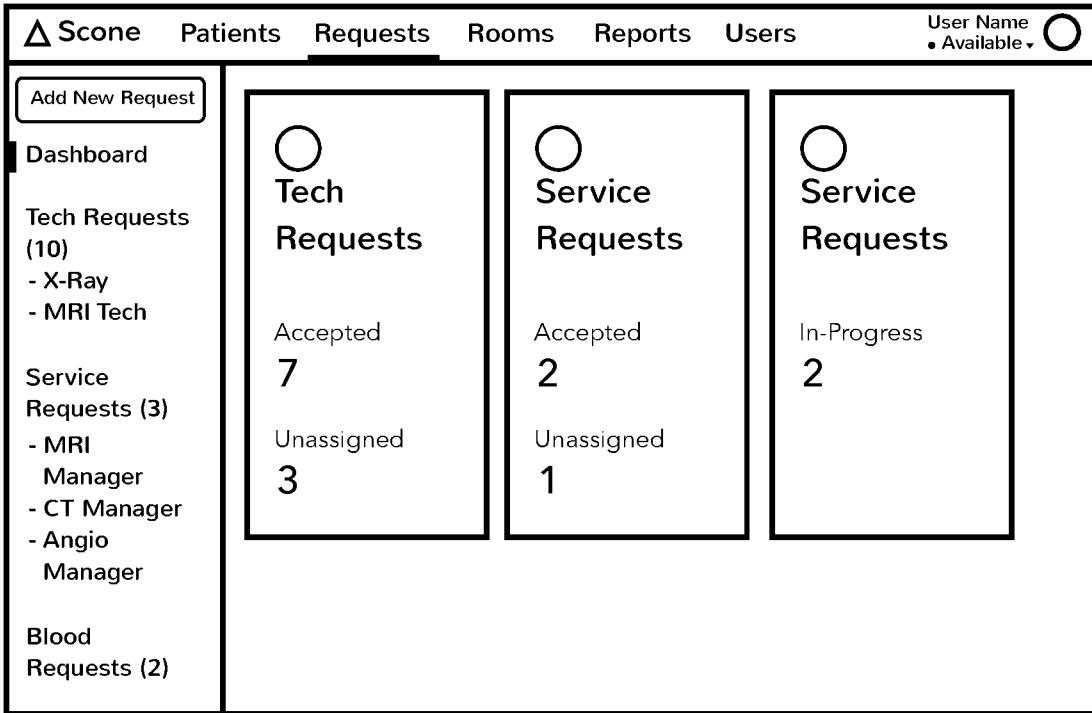 Scone Patients Requests Rooms Reports Users
User Name
• Available
Add New Request
Dashboard
Tech Requests
(10)
- X-Ray
- MRI Tech
Service
Requests (3)
- MRI
Manager
- CT Manager
- Angio
Manager
Blood
Requests (2)
Tech
Requests
Accepted
7
Unassigned
3
Service
Requests
Accepted
2
Unassigned
1
Service
Requests
In-Progress
2